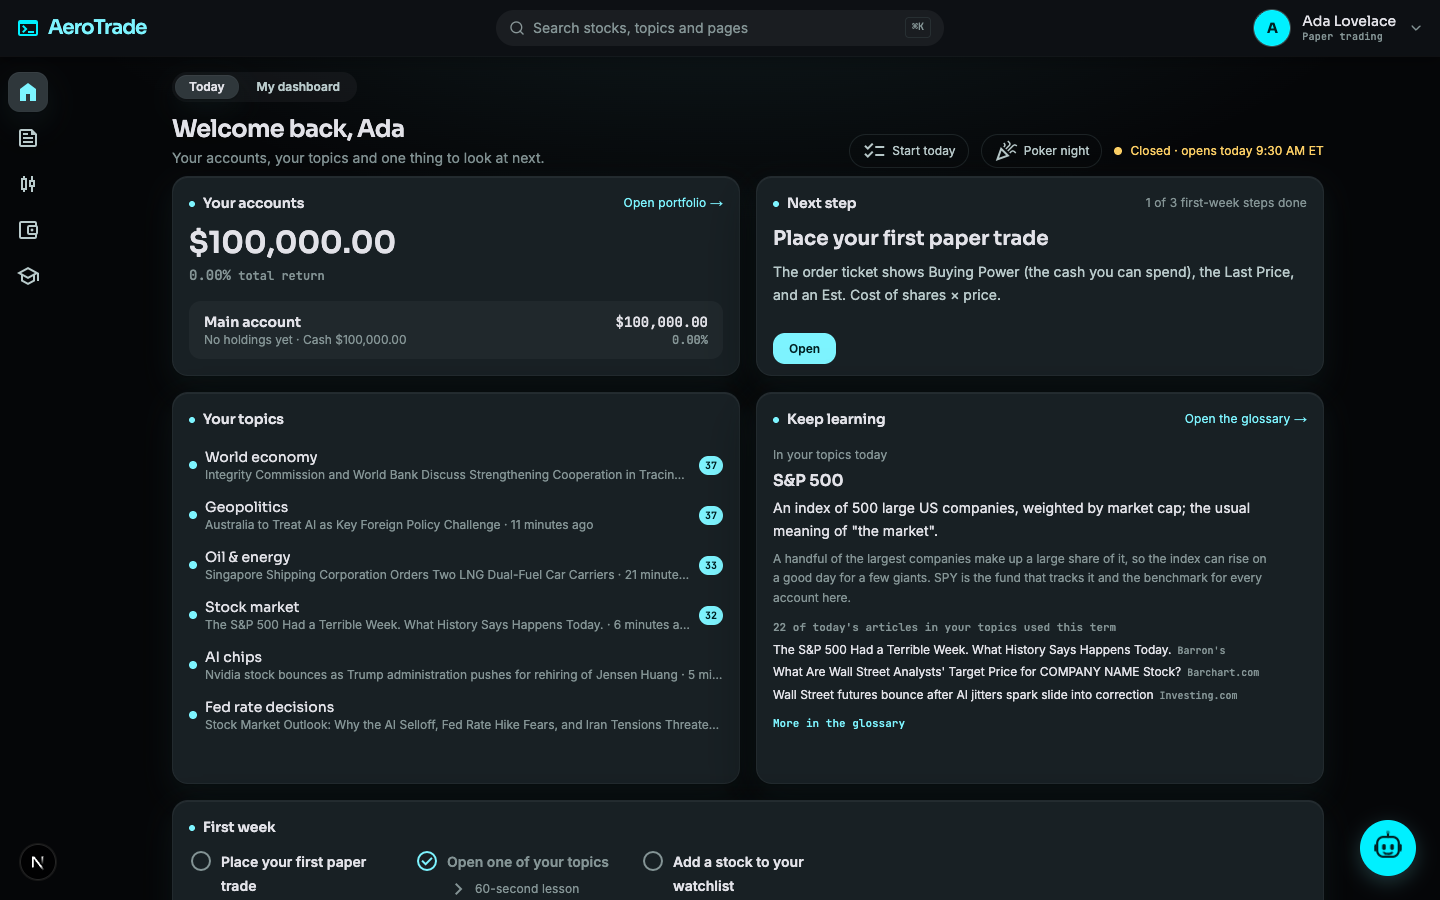 AeroTrade
Search stocks, topics and pages
⌘K
A
Ada Lovelace
Paper trading
Today
My dashboard
Welcome back, Ada
Your accounts, your topics and one thing to look at next.
Start today
Poker night
Closed · opens today 9:30 AM ET
Your accounts
Open portfolio →
$100,000.00
0.00% total return
Main account
$100,000.00
No holdings yet · Cash $100,000.00
0.00%
Next step
1 of 3 first-week steps done
Place your first paper trade
The order ticket shows Buying Power (the cash you can spend), the Last Price,
and an Est. Cost of shares × price.
Open
Your topics
World economy
Integrity Commission and World Bank Discuss Strengthening Cooperation in Tracin...
37
Geopolitics
Australia to Treat AI as Key Foreign Policy Challenge · 11 minutes ago
37
Oil & energy
Singapore Shipping Corporation Orders Two LNG Dual-Fuel Car Carriers · 21 minute...
33
Stock market
The S&P 500 Had a Terrible Week. What History Says Happens Today. · 6 minutes a...
32
AI chips
Nvidia stock bounces as Trump administration pushes for rehiring of Jensen Huang · 5 mi...
Fed rate decisions
Stock Market Outlook: Why the AI Selloff, Fed Rate Hike Fears, and Iran Tensions Threate...
Keep learning
Open the glossary →
In your topics today
S&P 500
An index of 500 large US companies, weighted by market cap; the usual
meaning of "the market".
A handful of the largest companies make up a large share of it, so the index can rise on
a good day for a few giants. SPY is the fund that tracks it and the benchmark for every
account here.
22 of today's articles in your topics used this term
The S&P 500 Had a Terrible Week. What History Says Happens Today. Barron's
What Are Wall Street Analysts' Target Price for COMPANY NAME Stock? Barchart.com
Wall Street futures bounce after AI jitters spark slide into correction Investing.com
More in the glossary
First week
Place your first paper
trade
Open one of your topics
60-second lesson
Add a stock to your
watchlist
N